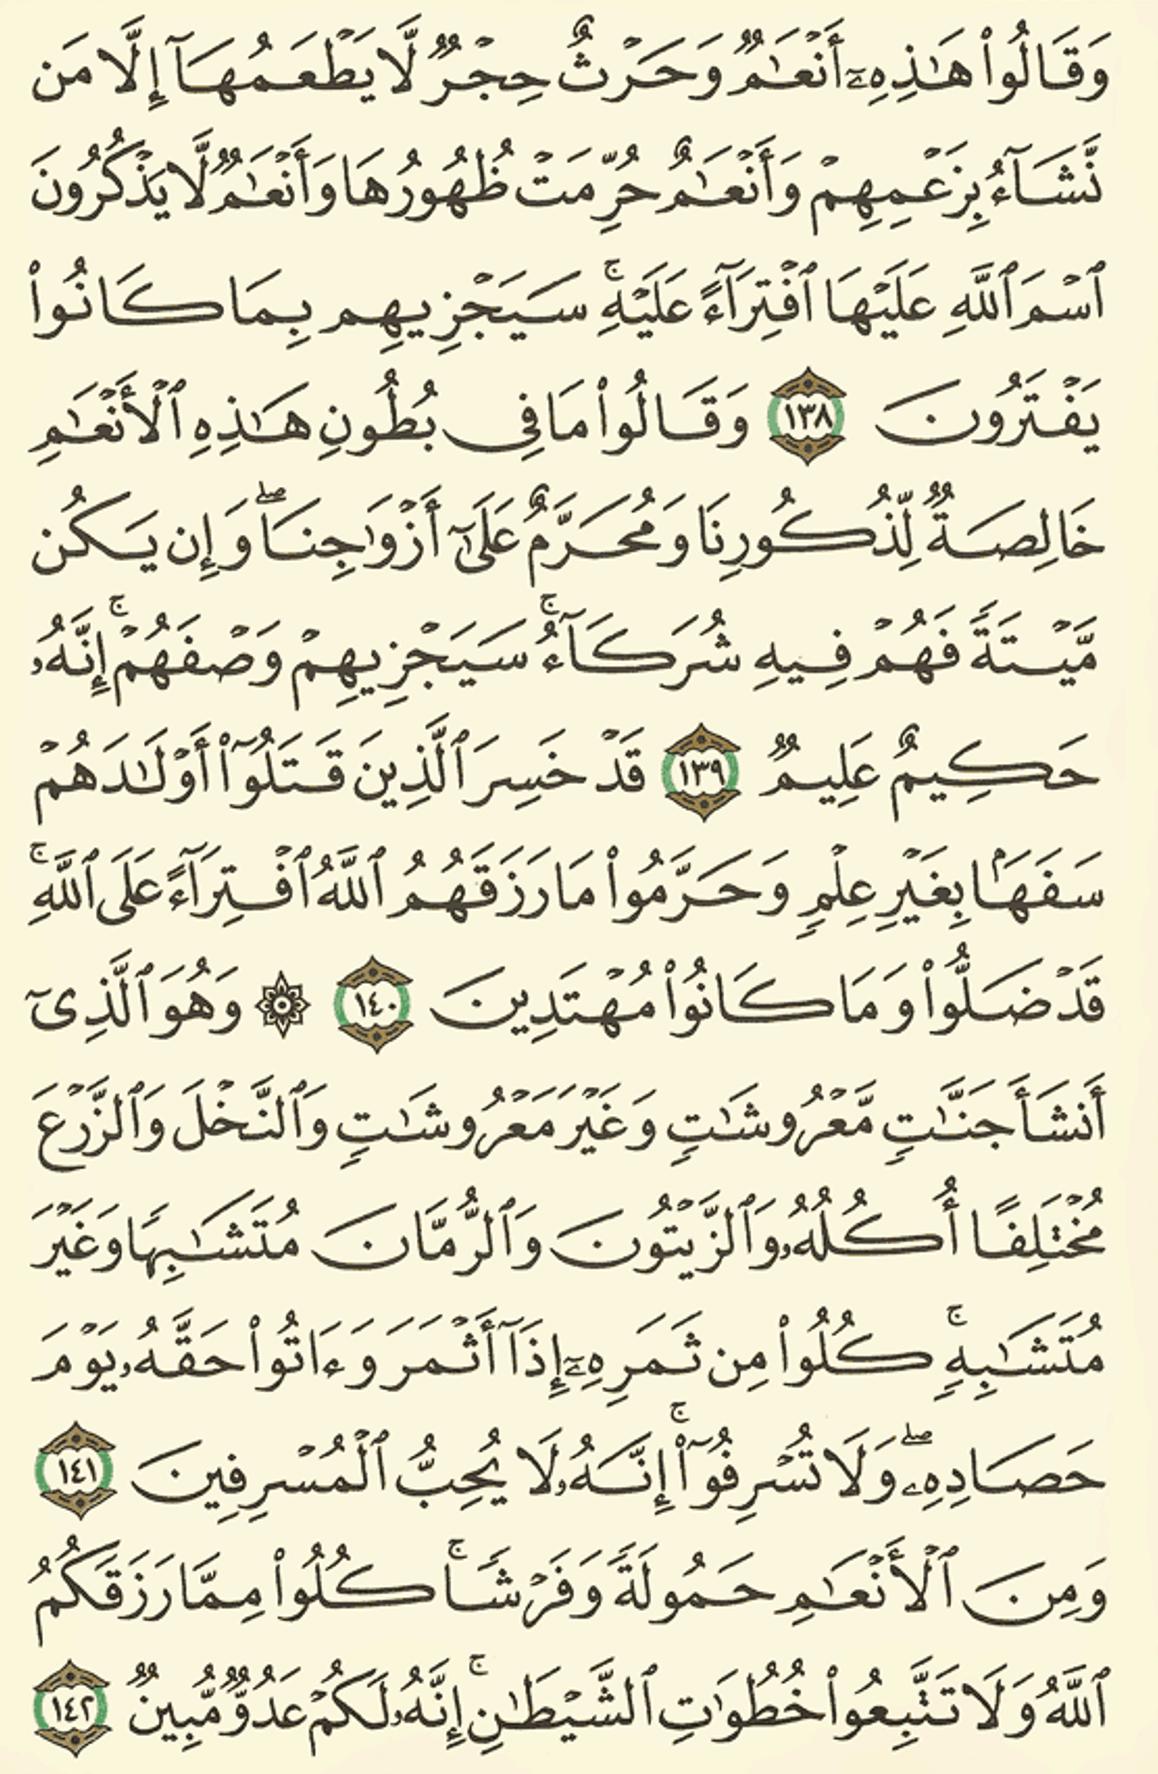 وَقَالُوا۟ هَـٰذِهِۦٓ أَنْعَـٰمٌ وَحَرْثٌ حِجْرٌ لَّا يَطْعَمُهَآ إِلَّا مَن
نَّشَآءُ بِزَعْمِهِمْ وَأَنْعَـٰمٌ حُرِّمَتْ ظُهُورُهَا وَأَنْعَـٰمٌ لَّا يَذْكُرُونَ
ٱسْمَ ٱللَّهِ عَلَيْهَا ٱفْتِرَآءً عَلَيْهِ ۚ سَيَجْزِيهِم بِمَا كَانُوا۟
يَفْتَرُونَ ١٣٨ وَقَالُوا۟ مَا فِى بُطُونِ هَـٰذِهِ ٱلْأَنْعَـٰمِ
خَالِصَةٌ لِّذُكُورِنَا وَمُحَرَّمٌ عَلَىٰٓ أَزْوَٰجِنَا ۖ وَإِن يَكُن
مَّيْتَةً فَهُمْ فِيهِ شُرَكَآءُ ۚ سَيَجْزِيهِمْ وَصْفَهُمْ ۚ إِنَّهُۥ
حَكِيمٌ عَلِيمٌ ١٣٩ قَدْ خَسِرَ ٱلَّذِينَ قَتَلُوٓا۟ أَوْلَـٰدَهُمْ
سَفَهًۢا بِغَيْرِ عِلْمٍ وَحَرَّمُوا۟ مَا رَزَقَهُمُ ٱللَّهُ ٱفْتِرَآءً عَلَى ٱللَّهِ ۚ
قَدْ ضَلُّوا۟ وَمَا كَانُوا۟ مُهْتَدِينَ ١٤٠ ۞ وَهُوَ ٱلَّذِىٓ
أَنشَأَ جَنَّـٰتٍ مَّعْرُوشَـٰتٍ وَغَيْرَ مَعْرُوشَـٰتٍ وَٱلنَّخْلَ وَٱلزَّرْعَ
مُخْتَلِفًا أُكُلُهُۥ وَٱلزَّيْتُونَ وَٱلرُّمَّانَ مُتَشَـٰبِهًا وَغَيْرَ
مُتَشَـٰبِهٍ ۚ كُلُوا۟ مِن ثَمَرِهِۦٓ إِذَآ أَثْمَرَ وَءَاتُوا۟ حَقَّهُۥ يَوْمَ
حَصَادِهِۦ ۖ وَلَا تُسْرِفُوٓا۟ ۚ إِنَّهُۥ لَا يُحِبُّ ٱلْمُسْرِفِينَ ١٤١
وَمِنَ ٱلْأَنْعَـٰمِ حَمُولَةً وَفَرْشًا ۚ كُلُوا۟ مِمَّا رَزَقَكُمُ
ٱللَّهُ وَلَا تَتَّبِعُوا۟ خُطُوَٰتِ ٱلشَّيْطَـٰنِ ۚ إِنَّهُۥ لَكُمْ عَدُوٌّ مُّبِينٌ ١٤٢